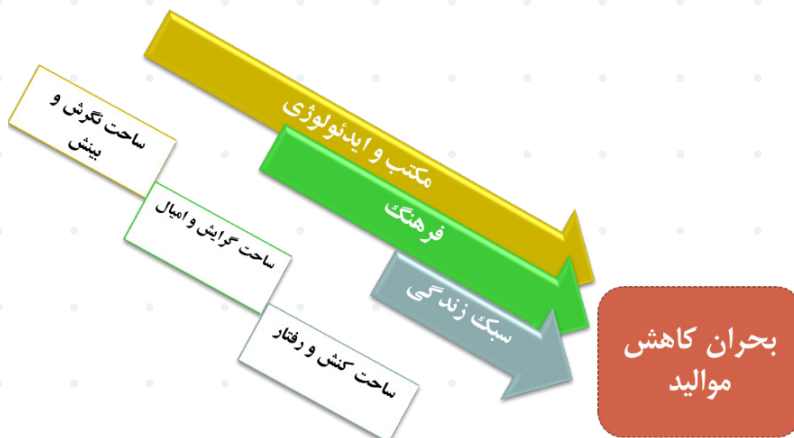 مکتب و ایدئولوژی
فرهنگ
سبک زندگی
ساحت نگرش و
بینش
ساحت گرایش و امیال
ساحت کنش و رفتار
بحران کاهش
موالید